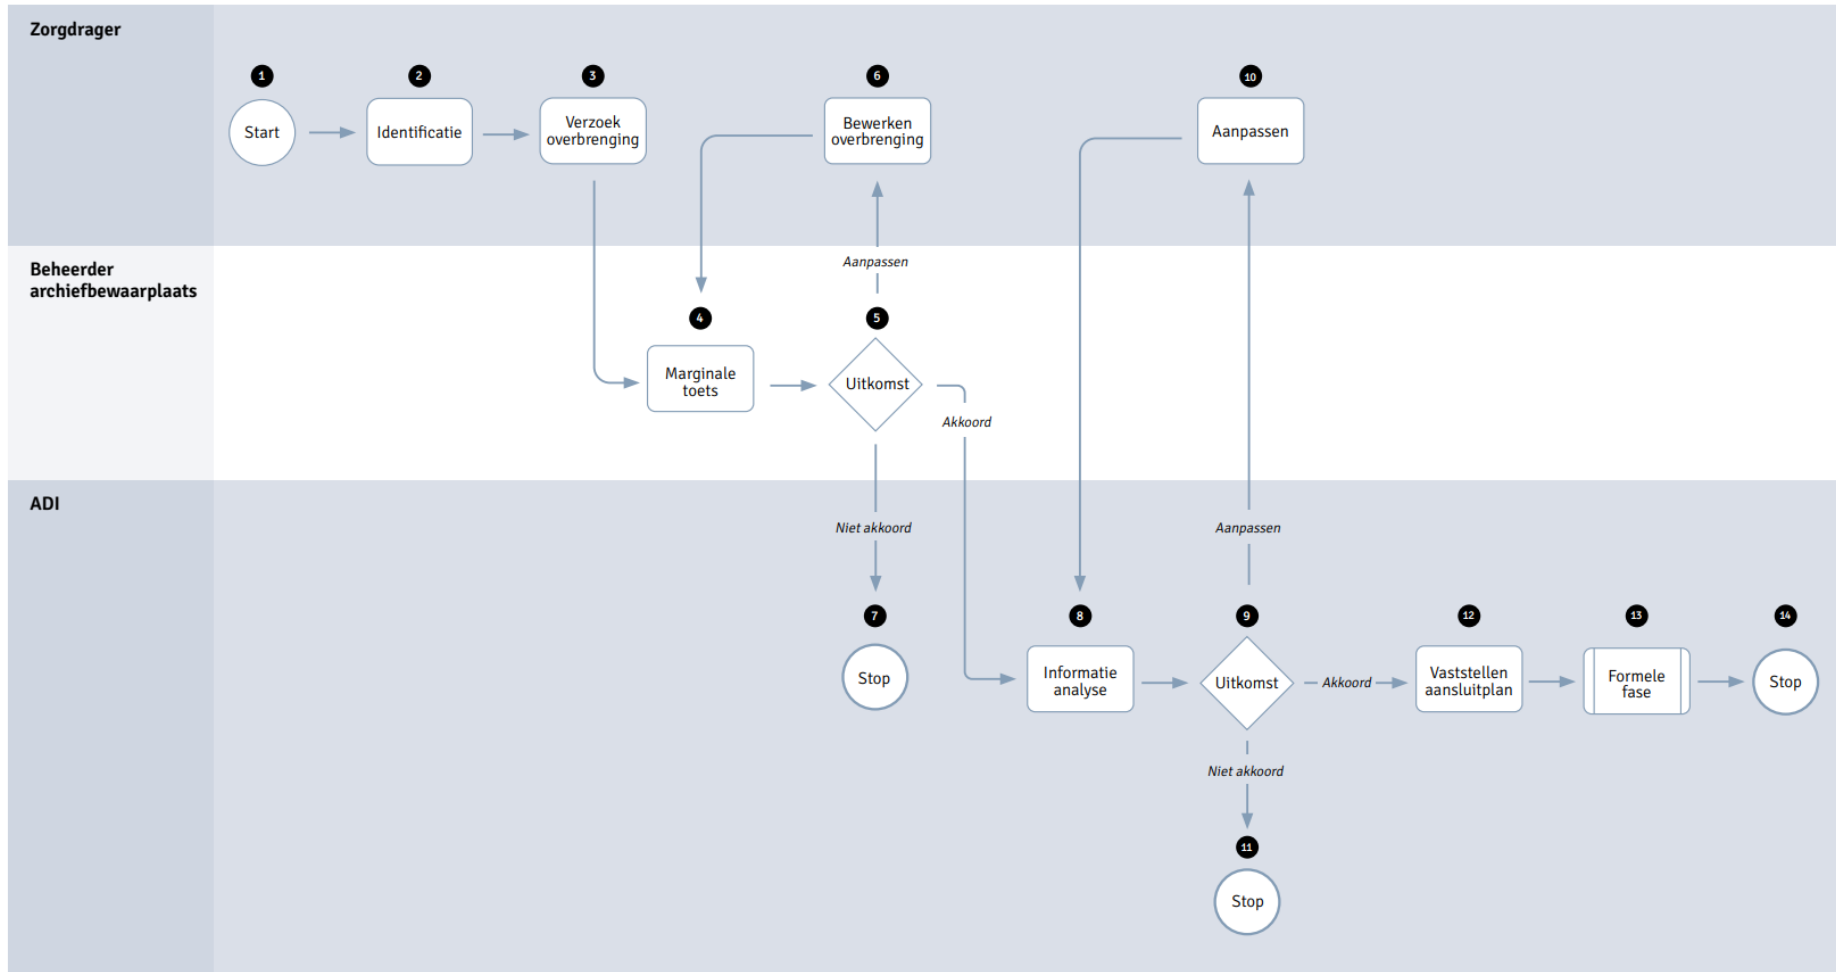 Zorgdrager
1
2
3
6
10
Start
Identificatie
Verzoek
overbrenging
Bewerken
overbrenging
Aanpassen
Beheerder
archiefbewaarplaats
Aanpassen
4
5
Marginale
toets
Uitkomst
Akkoord
ADI
Niet akkoord
Aanpassen
7
8
9
12
13
14
Stop
Informatie
analyse
Uitkomst
Akkoord
Vaststellen
aansluitplan
Formele
fase
Stop
Niet akkoord
11
Stop